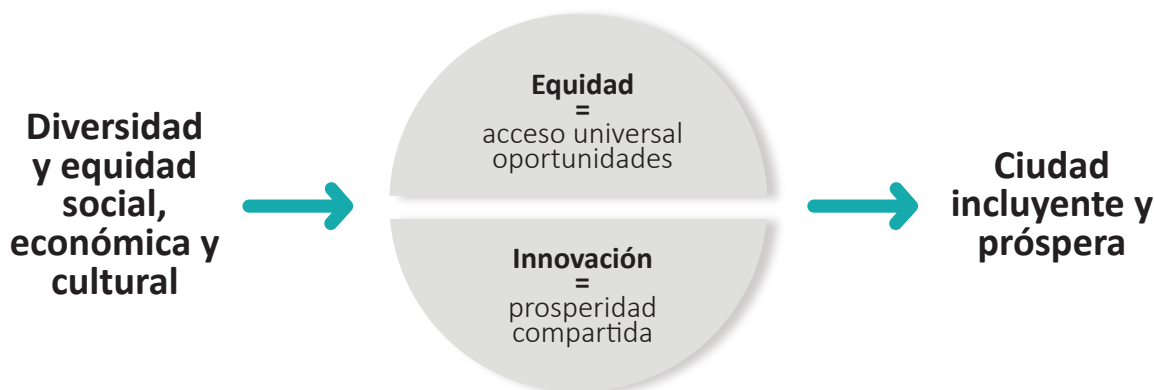 Diversidad
y equidad
social,
económica y
cultural
Equidad
=
acceso universal
oportunidades
Innovación
=
prosperidad
compartida
Ciudad
incluyente y
próspera